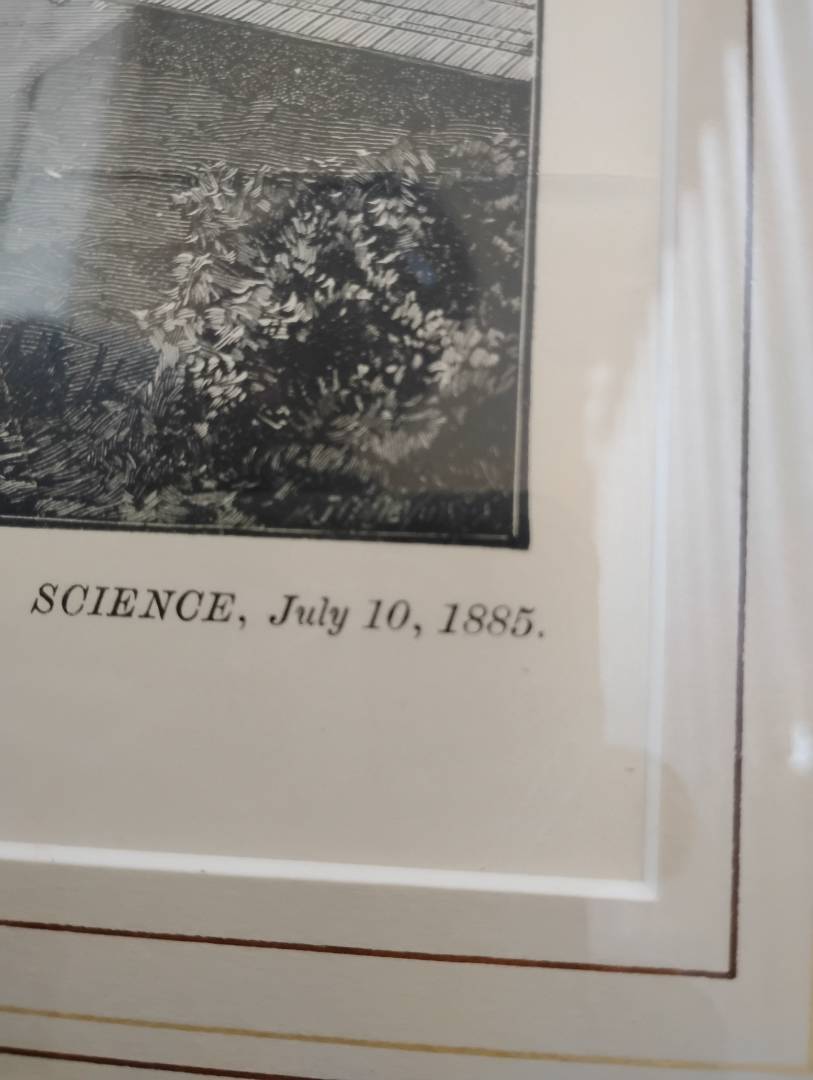 SCIENCE, July 10, 1885.